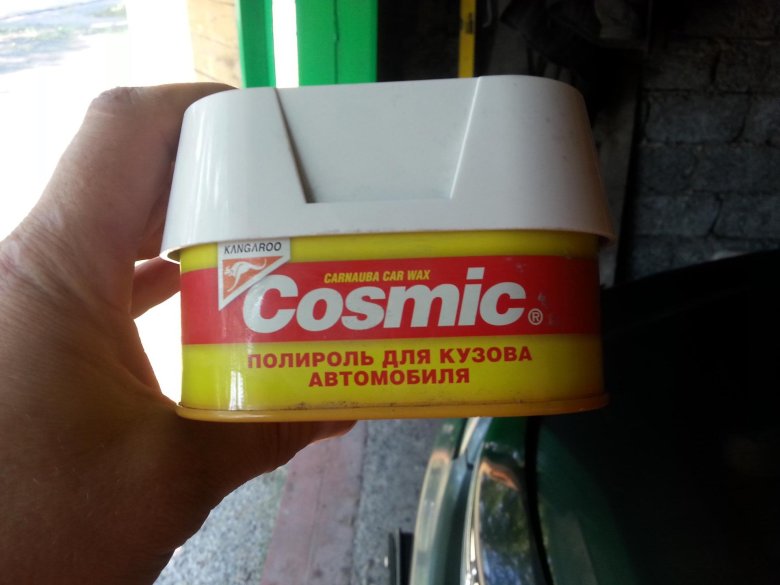 KANGAROO
CARNAUBA CAR WAX
Cosmic®
ПОЛИРОЛЬ ДЛЯ КУЗОВА
АВТОМОБИЛЯ